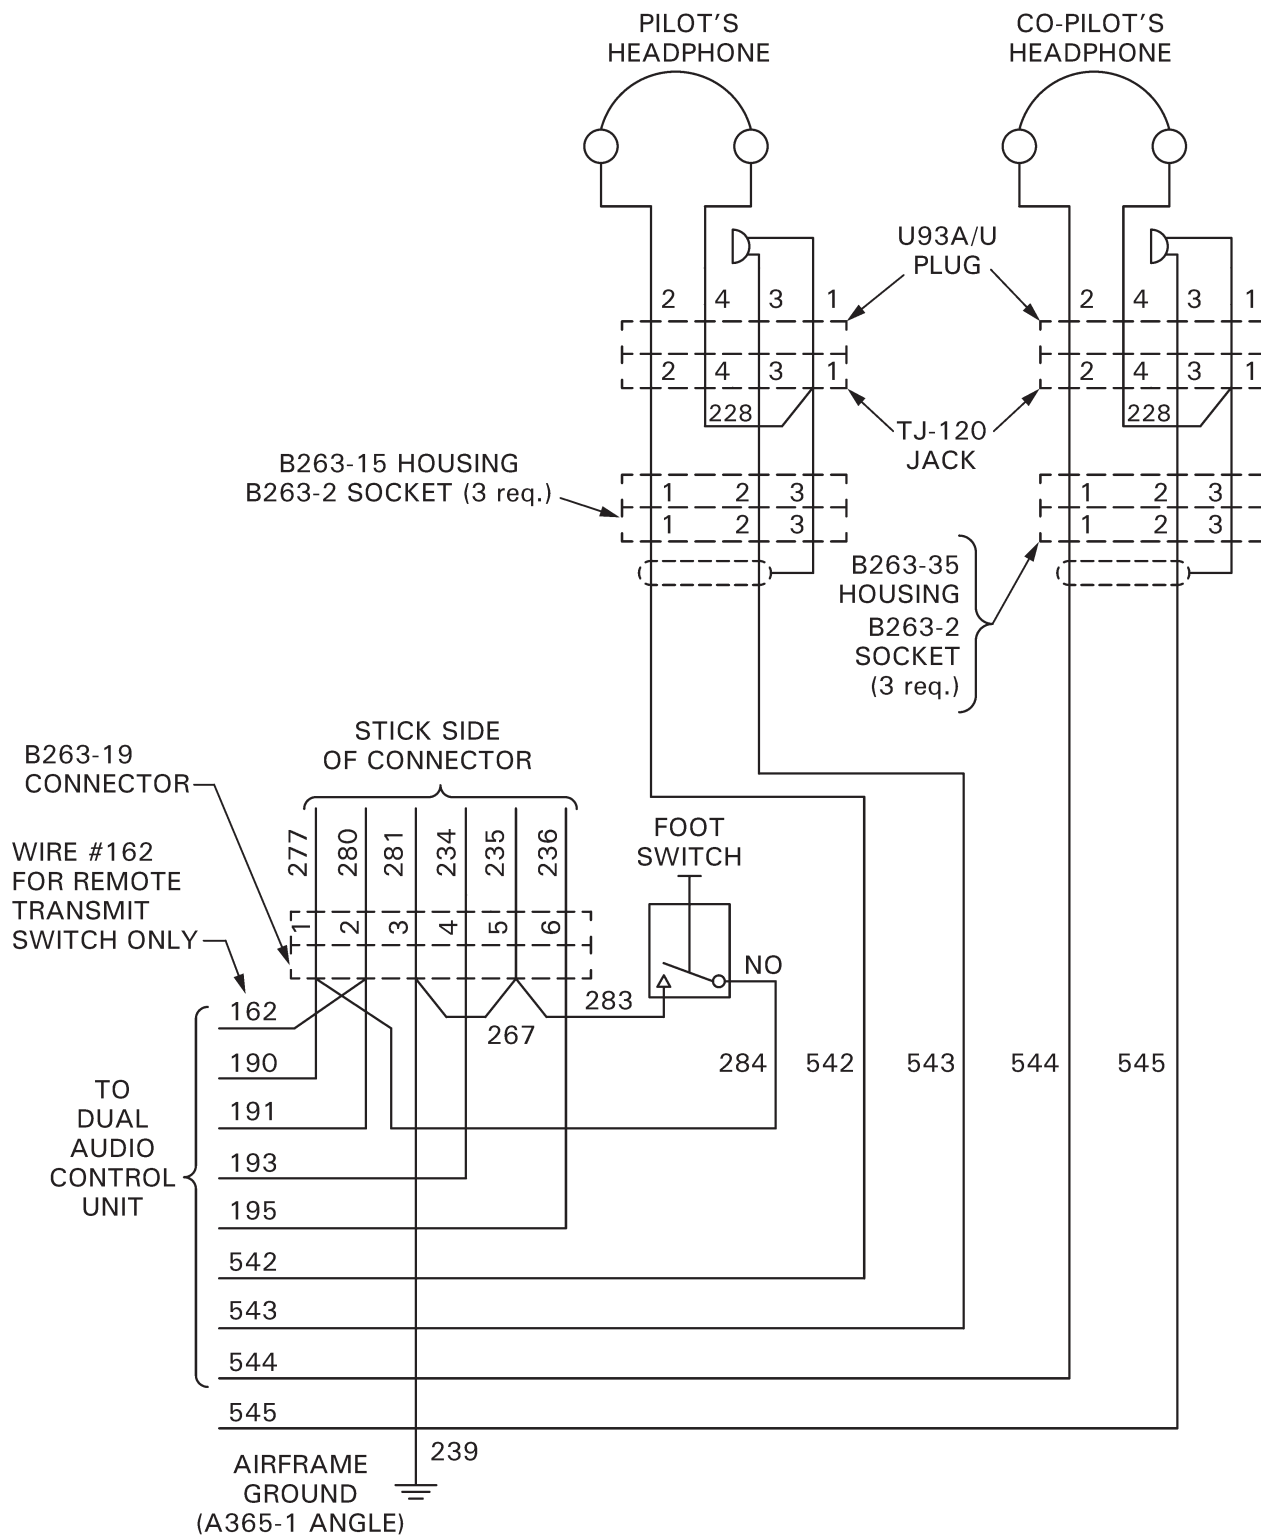 PILOT'S
HEADPHONE
CO-PILOT'S
HEADPHONE
U93A/U
PLUG
2 4 3 1
2 4 3 1
2 4 3 1
2 4 3 1
228
228
TJ-120
JACK
B263-15 HOUSING
B263-2 SOCKET (3 req.)
1 2 3
1 2 3
1 2 3
1 2 3
B263-35
HOUSING
B263-2
SOCKET
(3 req.)
STICK SIDE
OF CONNECTOR
B263-19
CONNECTOR
277 280 281 234 235 236
1 2 3 4 5 6
FOOT
SWITCH
NO
WIRE #162
FOR REMOTE
TRANSMIT
SWITCH ONLY
283
267
284
542
543
544
545
TO
DUAL
AUDIO
CONTROL
UNIT
162
190
191
193
195
542
543
544
545
239
AIRFRAME
GROUND
(A365-1 ANGLE)